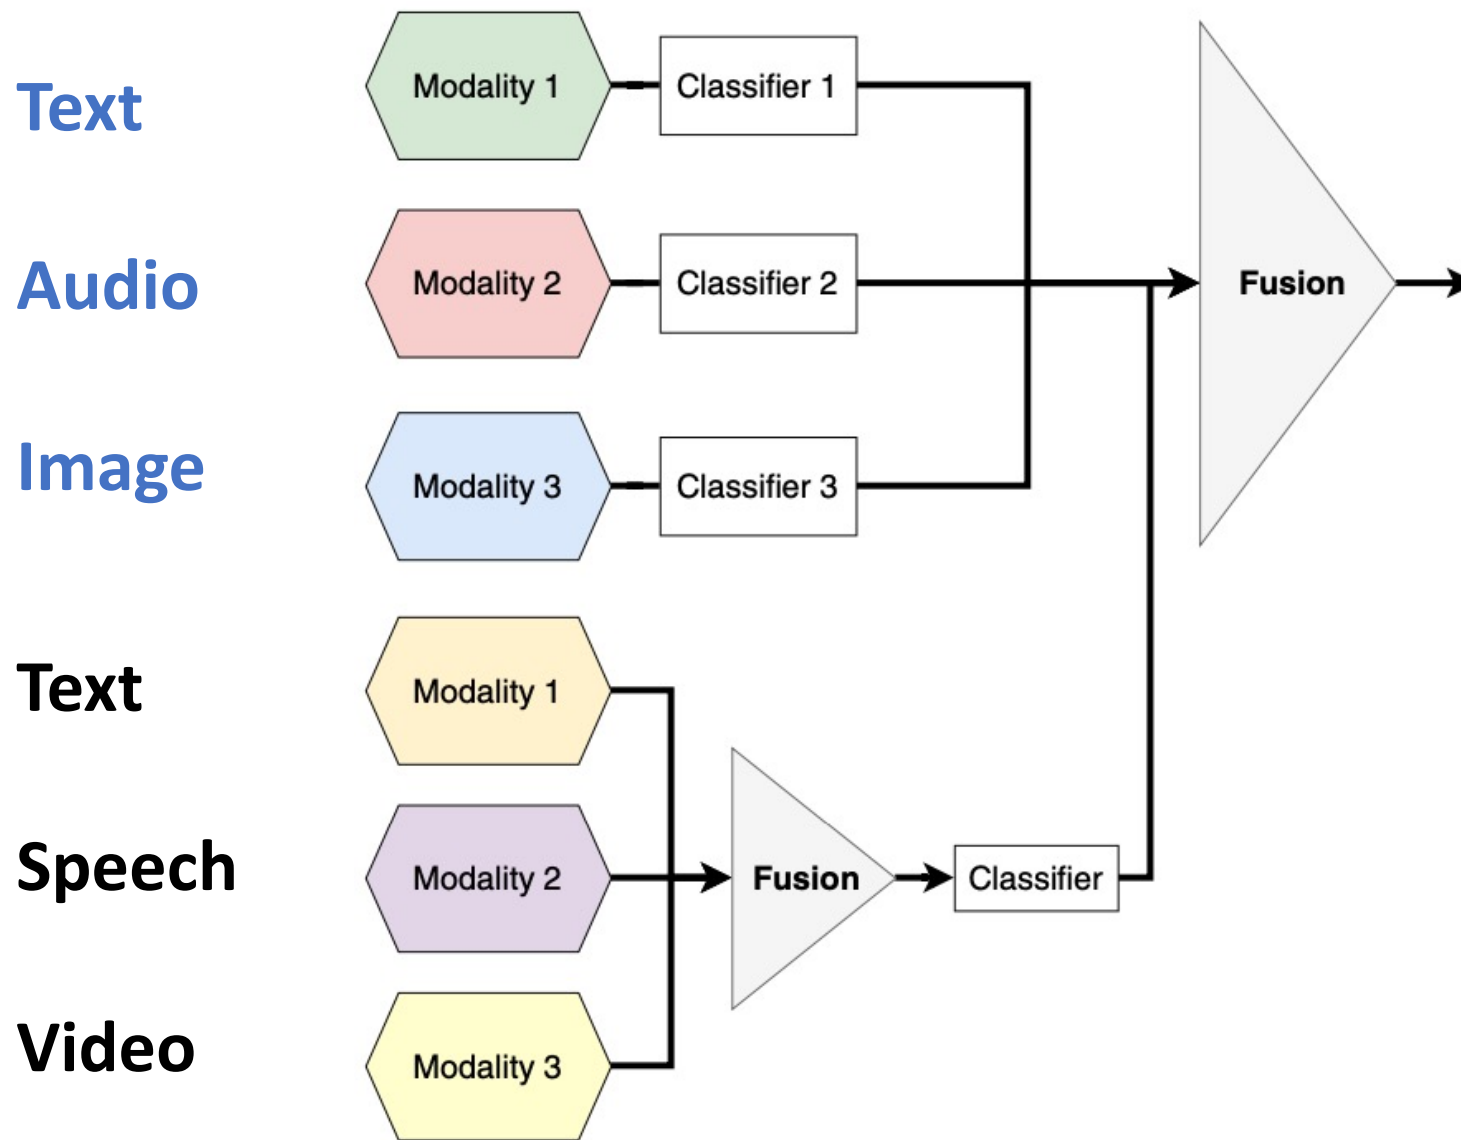 Text
Modality 1
Classifier 1
Audio
Modality 2
Classifier 2
Fusion
Image
Modality 3
Classifier 3
Text
Modality 1
Speech
Modality 2
Fusion
Classifier
Video
Modality 3